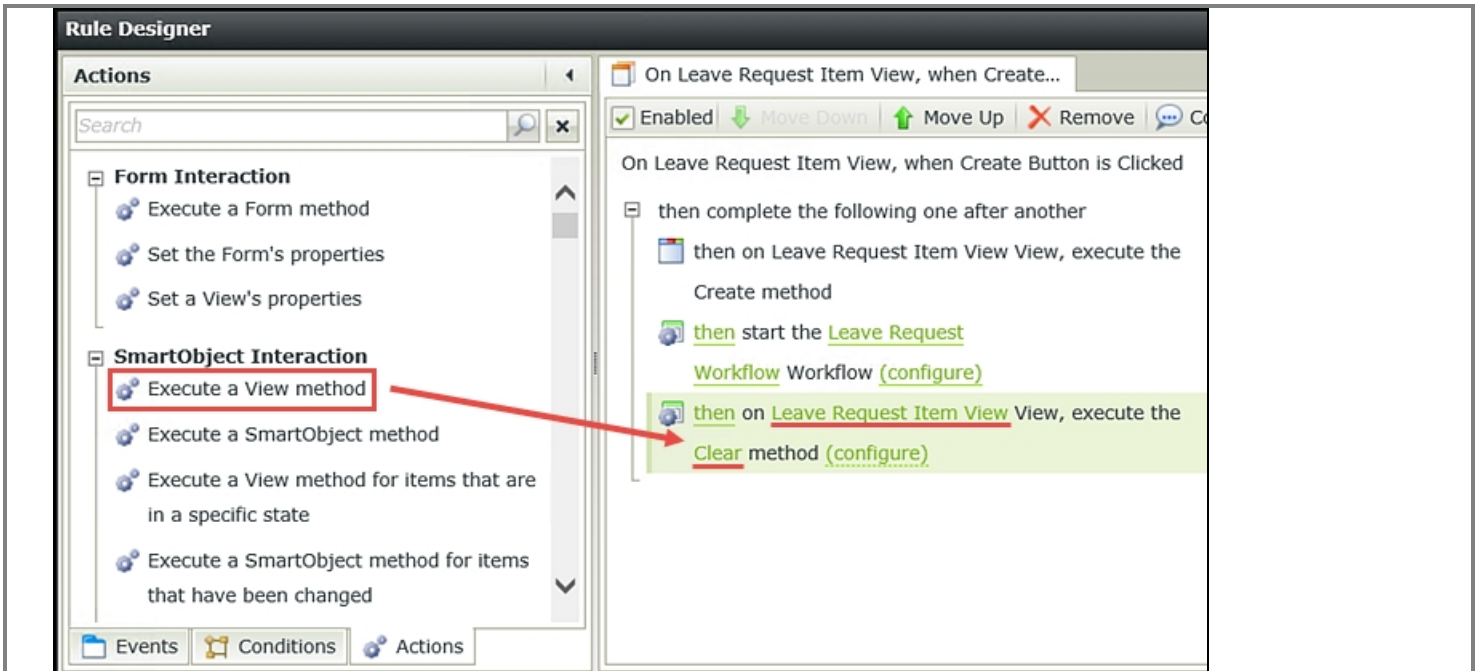 Rule Designer
Actions
Search
Form Interaction
Execute a Form method
Set the Form's properties
Set a View's properties
SmartObject Interaction
Execute a View method
Execute a SmartObject method
Execute a View method for items that are
in a specific state
Execute a SmartObject method for items
that have been changed
Events
Conditions
Actions
On Leave Request Item View, when Create...
Enabled Move Down Move Up Remove
On Leave Request Item View, when Create Button is Clicked
then complete the following one after another
then on Leave Request Item View View, execute the
Create method
then start the Leave Request
Workflow Workflow (configure)
then on Leave Request Item View View, execute the
Clear method (configure)